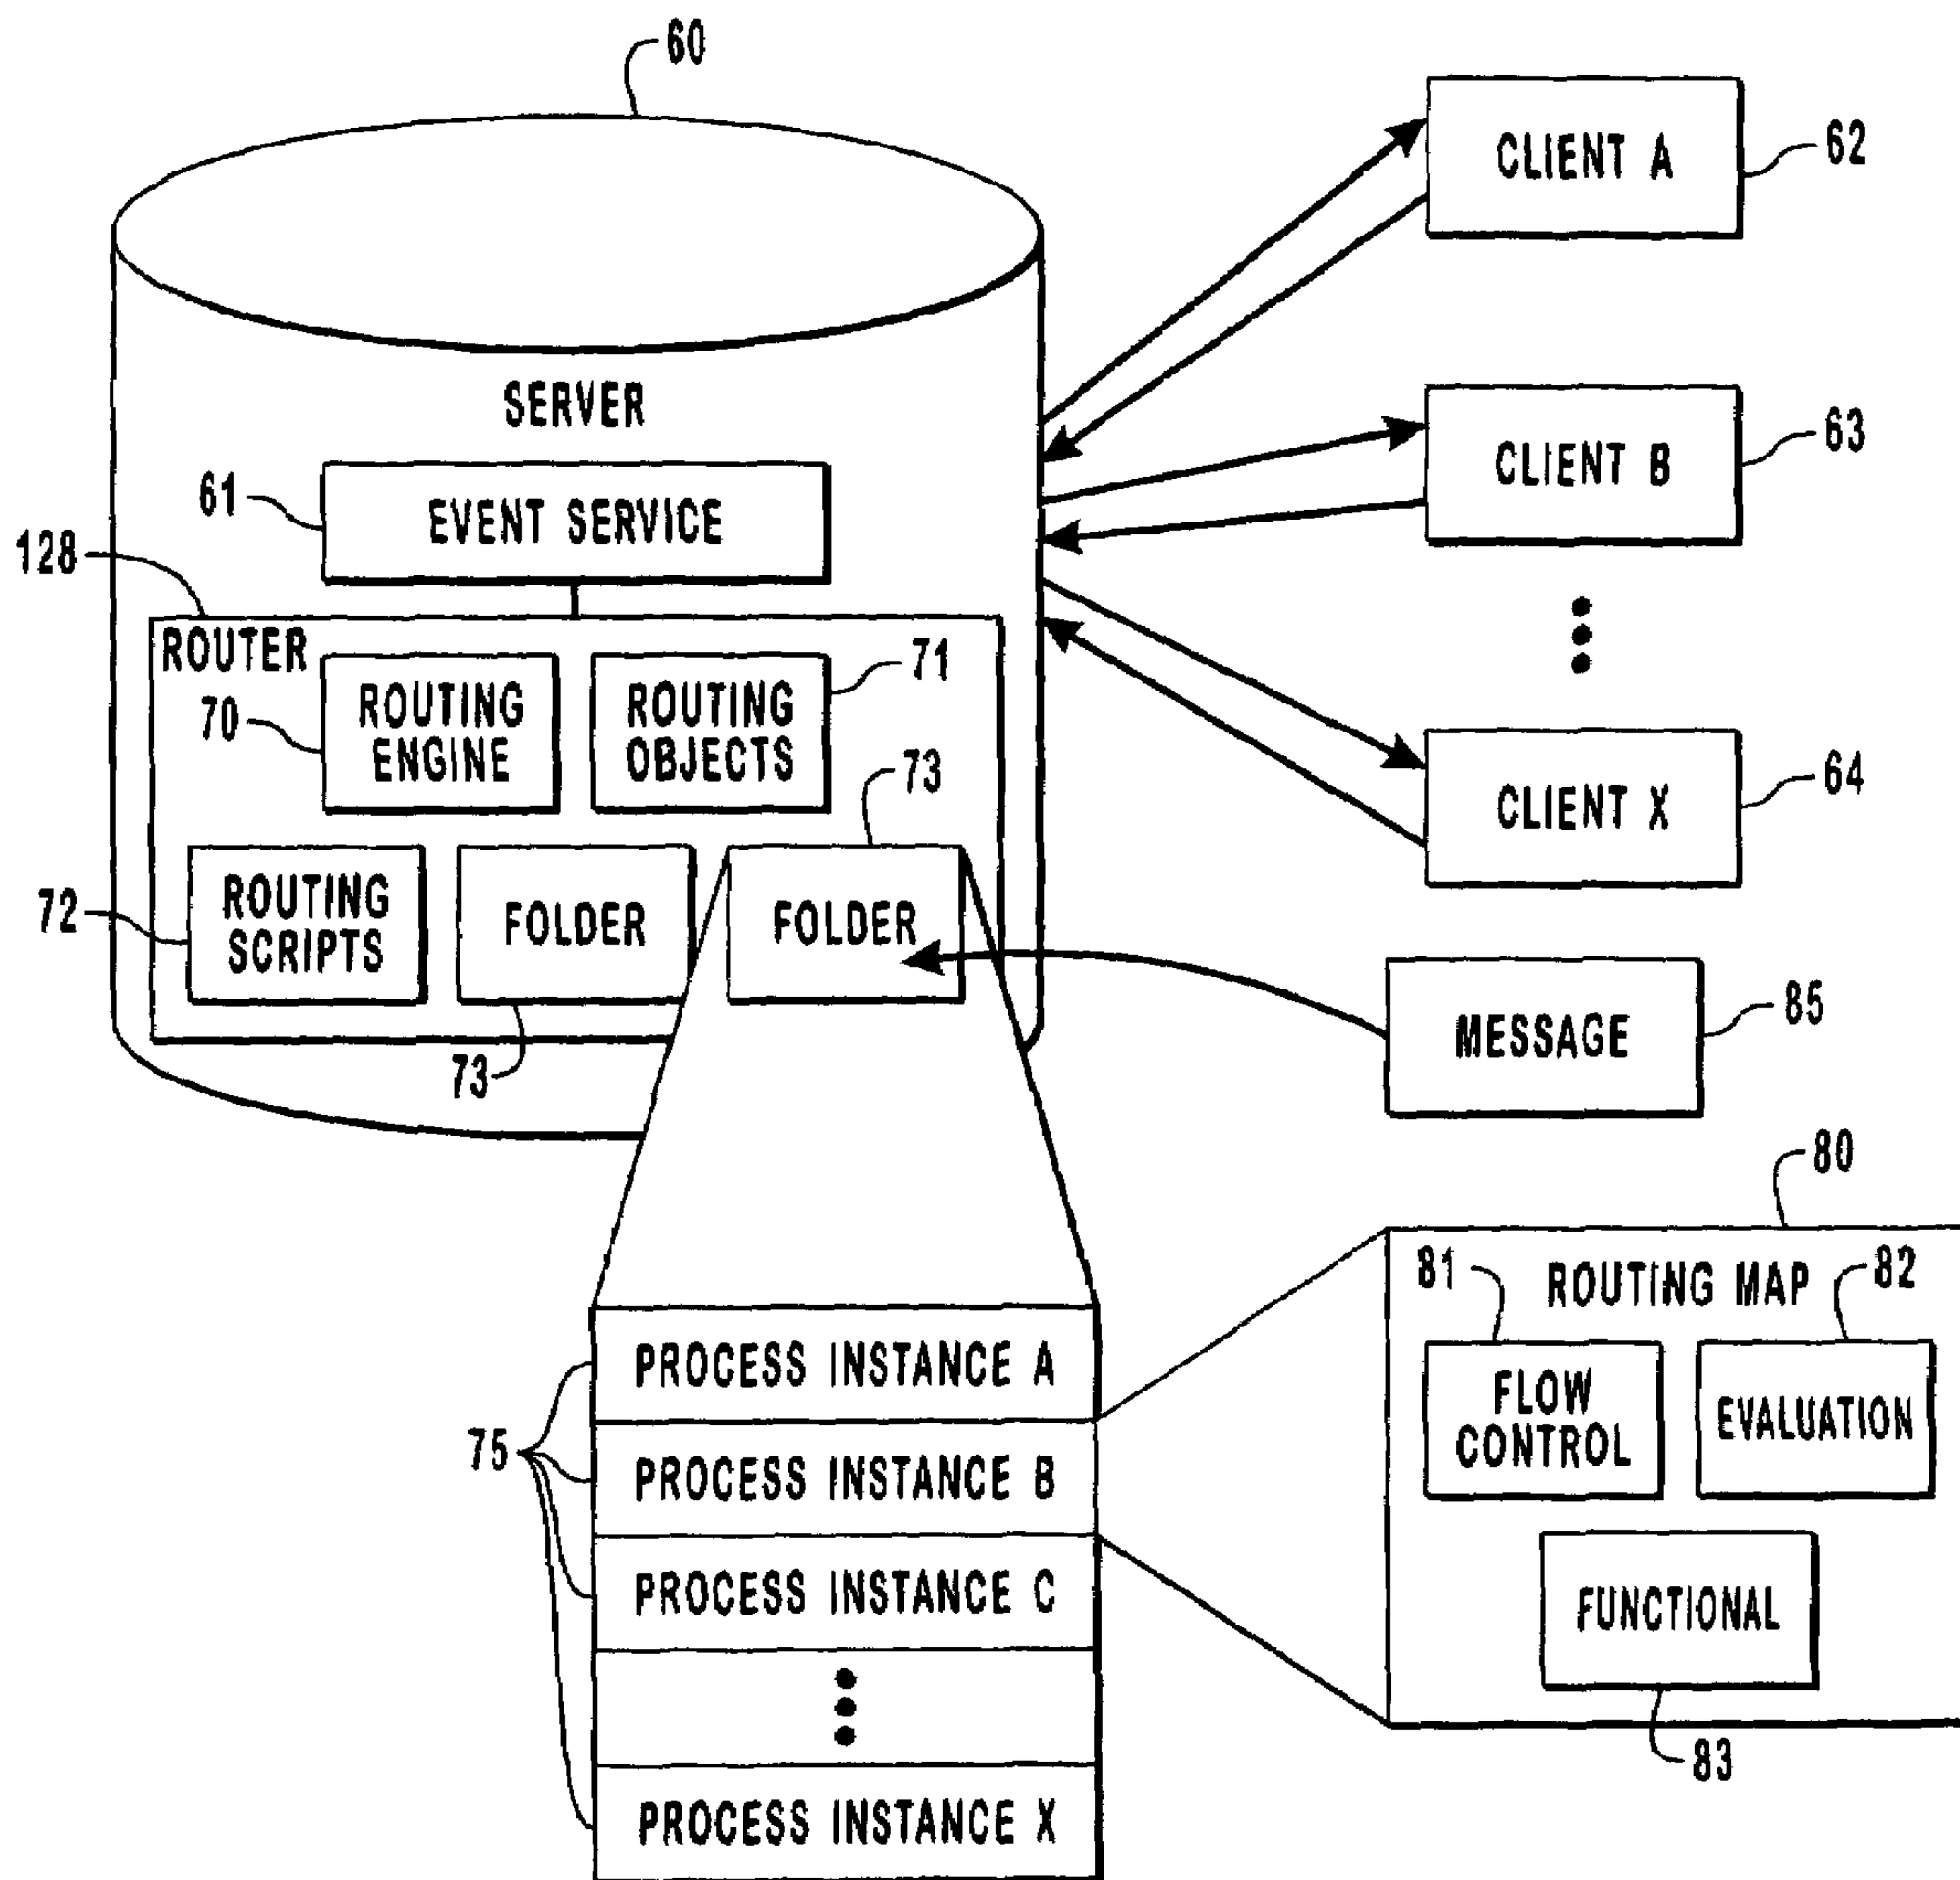 60
CLIENT A
62
SERVER
CLIENT B
63
61
EVENT SERVICE
128
ROUTER
70
ROUTING
ENGINE
ROUTING
OBJECTS
71
73
CLIENT X
64
72
ROUTING
SCRIPTS
FOLDER
FOLDER
73
MESSAGE
85
80
81
ROUTING MAP
82
FLOW
CONTROL
EVALUATION
FUNCTIONAL
83
75
PROCESS INSTANCE A
PROCESS INSTANCE B
PROCESS INSTANCE C
PROCESS INSTANCE X